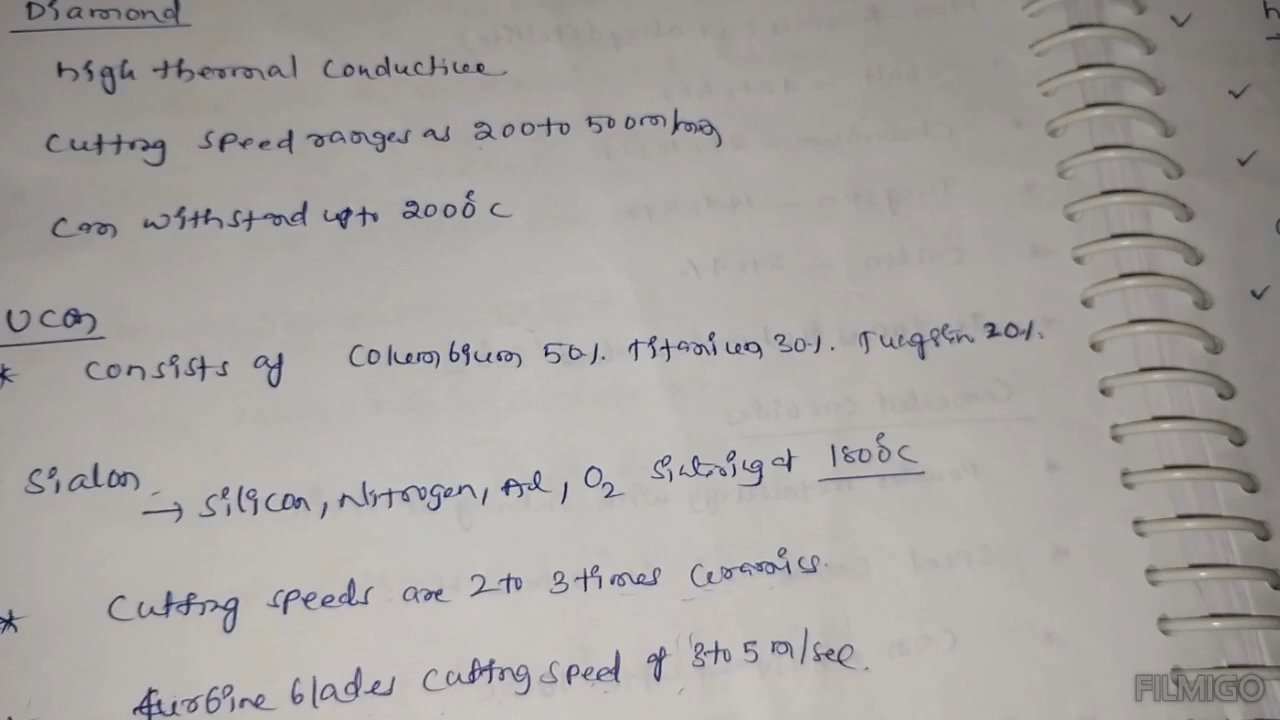 Diamond
high thermal conductive
Cutting speed ranges as 200 to 500m/min
Can withstand upto 2000°C
UCON
* consists of Columbium 50%. titanium 30%. Tungsten 20%.
Sialon
→ Silicon, Nitrogen, Al, O2 Sintering at 1800°C
* Cutting speeds are 2 to 3 times Ceramics.
turbine blades cutting speed of 3 to 5 m/sec.
FILMIGO